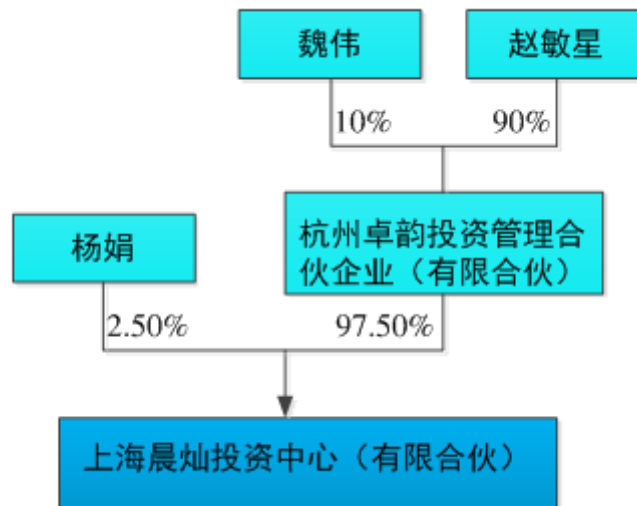 魏伟
赵敏星
10%
90%
杨娟
杭州卓韵投资管理合
伙企业（有限合伙）
2.50%
97.50%
上海晨灿投资中心（有限合伙）